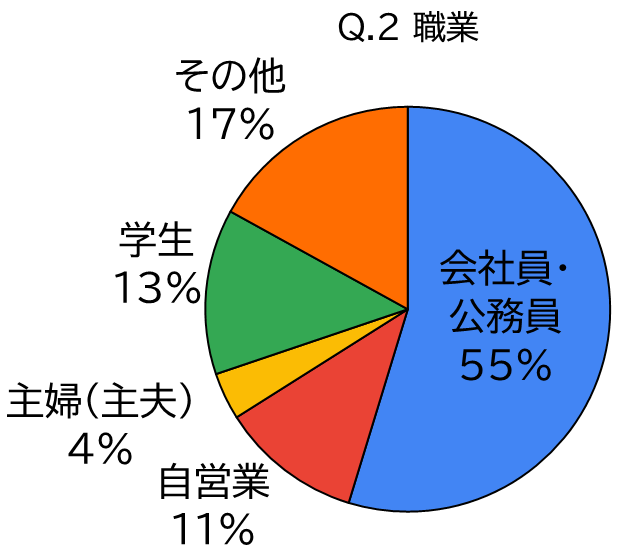 Q.2 職業
その他
17%
会社員・
公務員
55%
学生
13%
主婦(主夫)
4%
自営業
11%